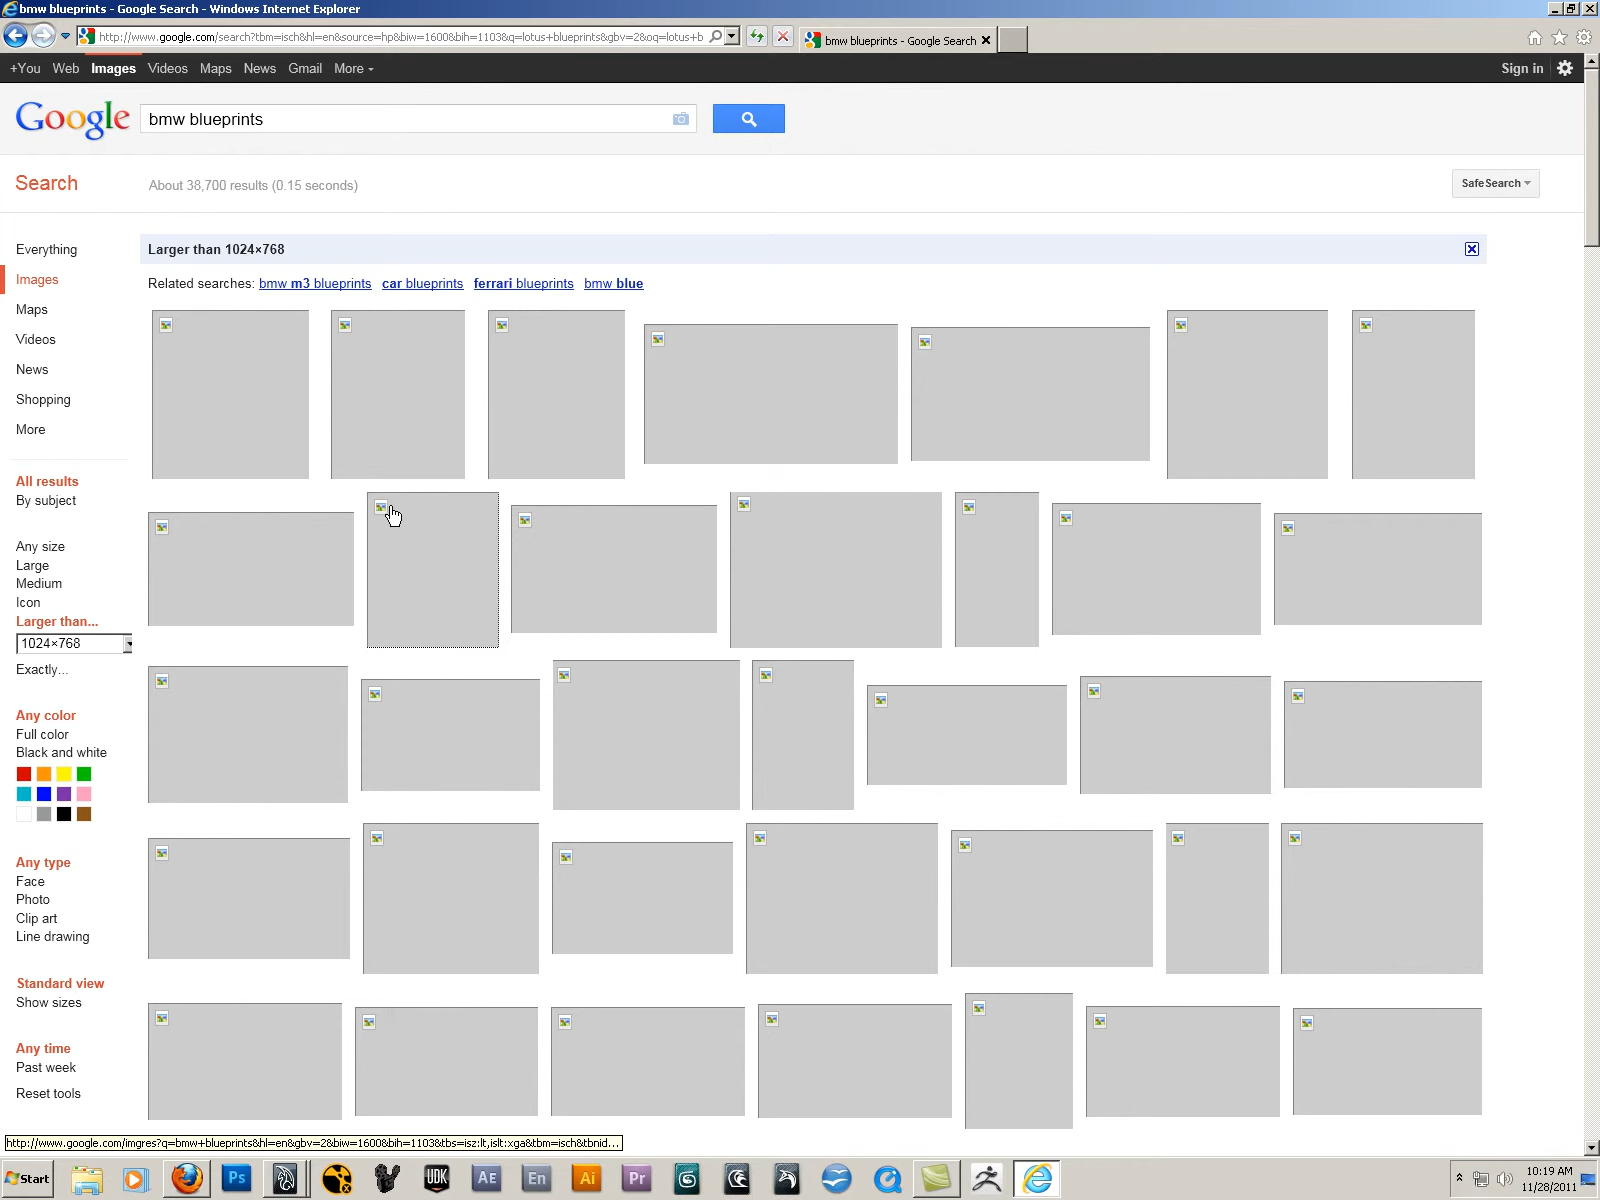 bmw blueprints - Google Search - Windows Internet Explorer
http://www.google.com/search?tbm=isch&hl=en&source=hp&biw=1600&bih=1103&q=lotus+blueprints&gbv=2&oq=lotus+b
bmw blueprints - Google Search
+You Web Images Videos Maps News Gmail More
Sign in
Google
bmw blueprints
Search
About 38,700 results (0.15 seconds)
SafeSearch
Everything
Images
Maps
Videos
News
Shopping
More
All results
By subject
Any size
Large
Medium
Icon
Larger than...
1024×768
Exactly...
Any color
Full color
Black and white
Any type
Face
Photo
Clip art
Line drawing
Standard view
Show sizes
Any time
Past week
Reset tools
Larger than 1024×768
Related searches: bmw m3 blueprints car blueprints ferrari blueprints bmw blue
http://www.google.com/imgres?q=bmw+blueprints&hl=en&gbv=2&biw=1600&bih=1103&tbs=isz:lt,islt:xga&tbm=isch&tbnid...
Start
Ps
UDK
AE
En
Ai
Pr
10:19 AM
11/28/2011